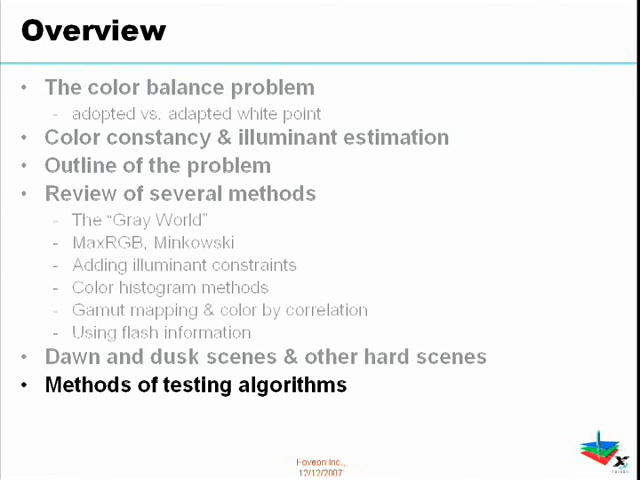 Overview
• The color balance problem
- adopted vs. adapted white point
• Color constancy & illuminant estimation
• Outline of the problem
• Review of several methods
- The "Gray World"
- MaxRGB, Minkowski
- Adding illuminant constraints
- Color histogram methods
- Gamut mapping & color by correlation
- Using flash information
• Dawn and dusk scenes & other hard scenes
• Methods of testing algorithms
Foveon Inc.,
12/12/2007